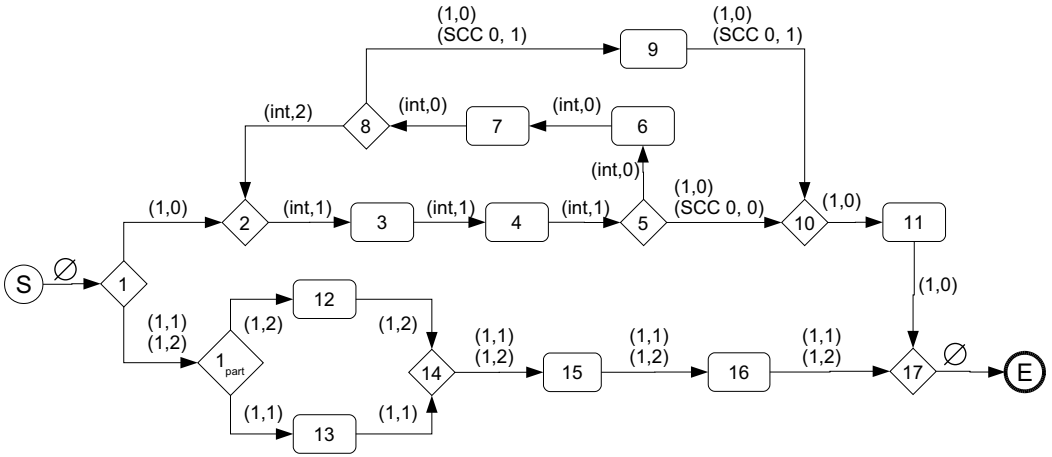 (1,0)
(SCC 0, 1)
9
(1,0)
(SCC 0, 1)
(int,2)
8
(int,0)
7
(int,0)
6
(int,0)
(1,0)
2
(int,1)
3
(int,1)
4
(int,1)
5
(1,0)
(SCC 0, 0)
10
(1,0)
11
(1,0)
S
∅
1
(1,1)
(1,2)
1part
(1,2)
12
(1,2)
(1,1)
13
(1,1)
14
(1,1)
(1,2)
15
(1,1)
(1,2)
16
(1,1)
(1,2)
17
∅
E